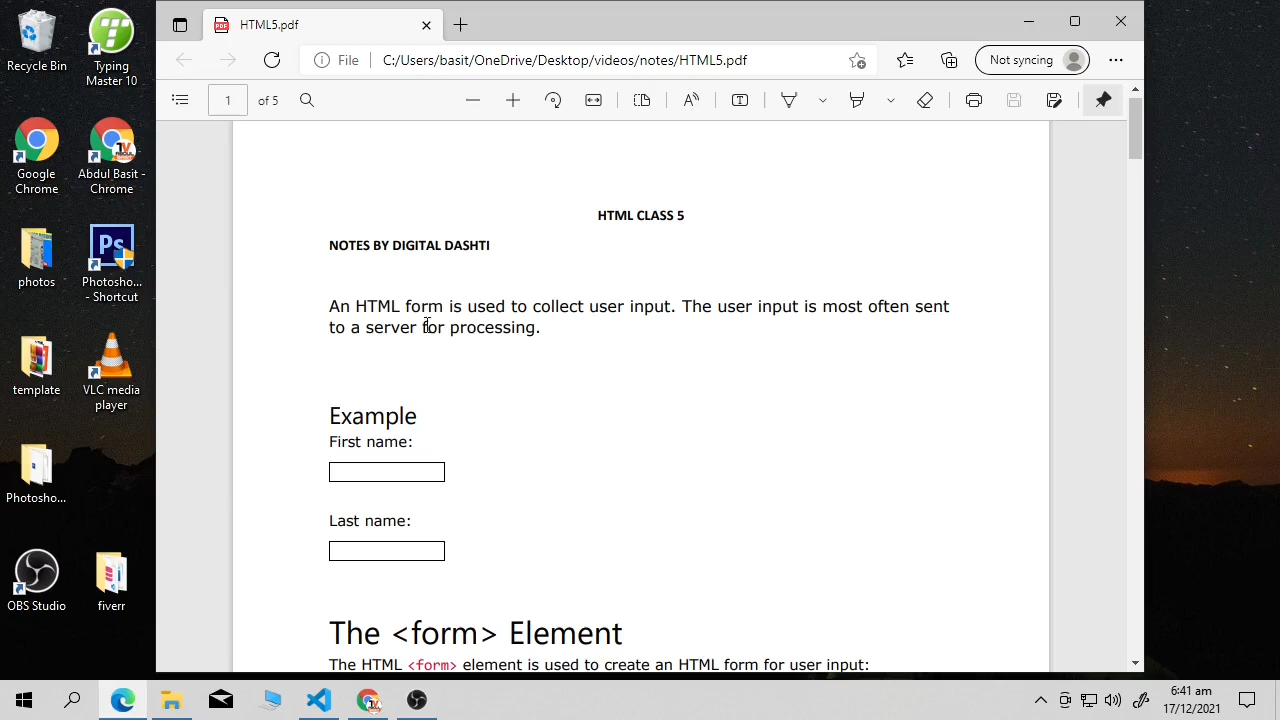 Recycle Bin
Typing Master 10
Google Chrome
Abdul Basit - Chrome
photos
Photosho... - Shortcut
template
VLC media player
Photosho...
OBS Studio
fiverr
HTML5.pdf
File
C:/Users/basit/OneDrive/Desktop/videos/notes/HTML5.pdf
Not syncing
1 of 5
HTML CLASS 5
NOTES BY DIGITAL DASHTI
An HTML form is used to collect user input. The user input is most often sent
to a server for processing.
Example
First name:
Last name:
The <form> Element
The HTML <form> element is used to create an HTML form for user input:
6:41 am
17/12/2021